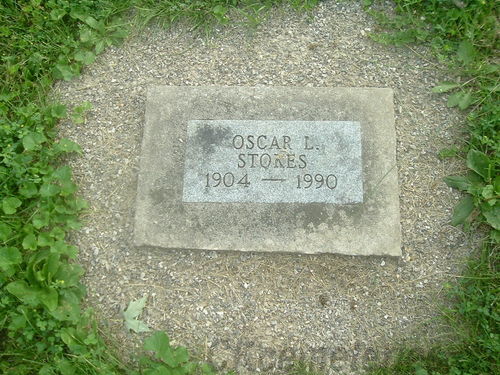 OSCAR L.
STOKES
1904 — 1990